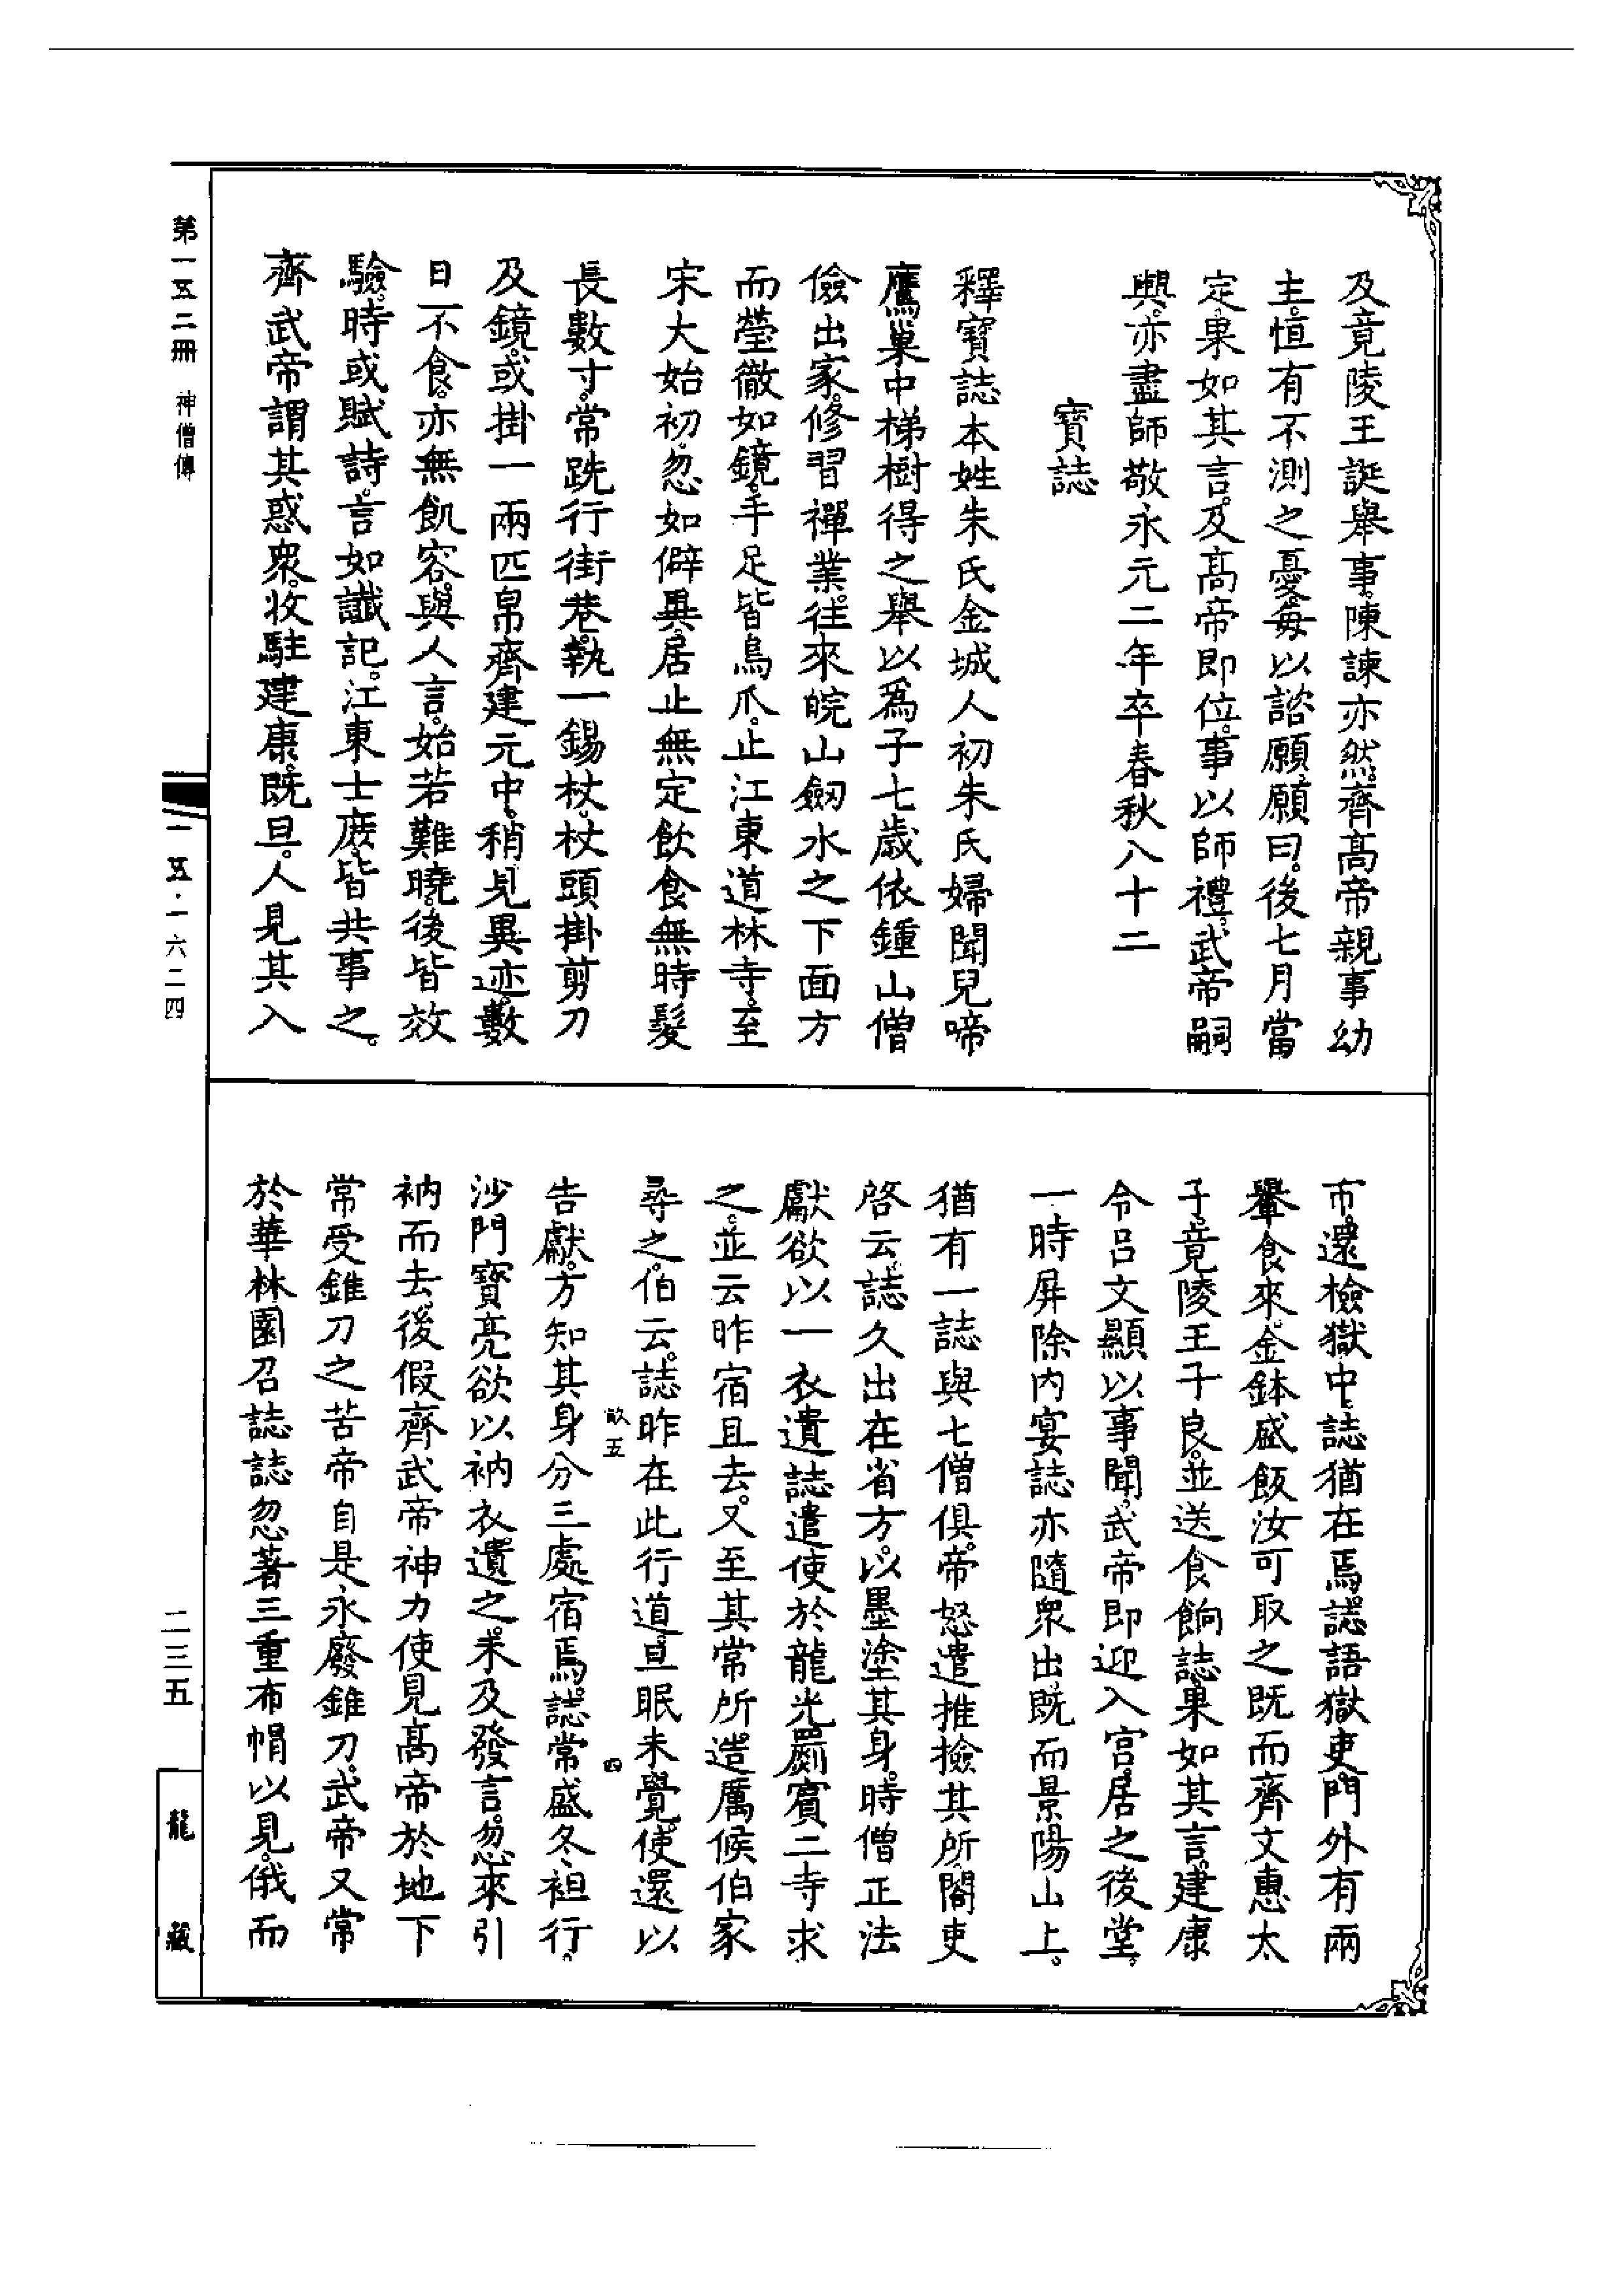 及竟陵王誕舉事。陳諫亦然。齊高帝親事幼
主。恒有不測之憂。每以諮願。願曰。後七月當
定。果如其言。及高帝即位。事以師禮。武帝嗣
興。亦盡師敬永元二年卒春秋八十二
寶誌
釋寶誌本姓朱氏金城人初朱氏婦聞兒啼
鷹巢中梯樹得之舉以為子七歲依鍾山僧
儉出家。修習禪業。往來皖山劔水之下面方
而瑩徹如鏡。手足皆鳥爪。止江東道林寺。至
宋大始初。忽如僻異。居止無定飲食無時髮
長數寸。常跣行街巷。執一錫杖。杖頭掛剪刀
及鏡。或掛一兩匹帛齊建元中。稍見異迹。數
日不食。亦無飢容。與人言。始若難曉。後皆效
驗。時或賦詩。言如讖記。江東士庶。皆共事之。
齊武帝謂其惑衆。收駐建康。既旦。人見其入
市。還檢獄中。誌猶在焉。誌語獄吏。門外有兩
轝食來。金鉢盛飯汝可取之既而齊文惠太
子。竟陵王子良。並送食餉誌。果如其言。建康
令呂文顯以事聞。武帝即迎入宮。居之後堂。
一時屏除內宴誌亦隨衆出。既而景陽山上。
猶有一誌與七僧俱。帝怒遣推撿其所閤吏
啓云。誌久出在省方。以墨塗其身。時僧正法
獻欲以一衣遺誌遣使於龍光罽賓二寺求
之。並云昨宿且去。又至其常所造厲候伯家
尋之。伯云。誌昨在此行道。旦眠未覺。使還以
告獻。方知其身分三處宿焉。誌常盛冬袒行。
沙門寶亮欲以衲衣遺之。未及發言。忽來引
衲而去。後假齊武帝神力使見高帝於地下
常受錐刀之苦帝自是永廢錐刀。武帝又常
於華林園召誌誌忽著三重布帽以見。俄而
四
第一五二冊 神僧傳
一五·一六二四
二三五
龍藏